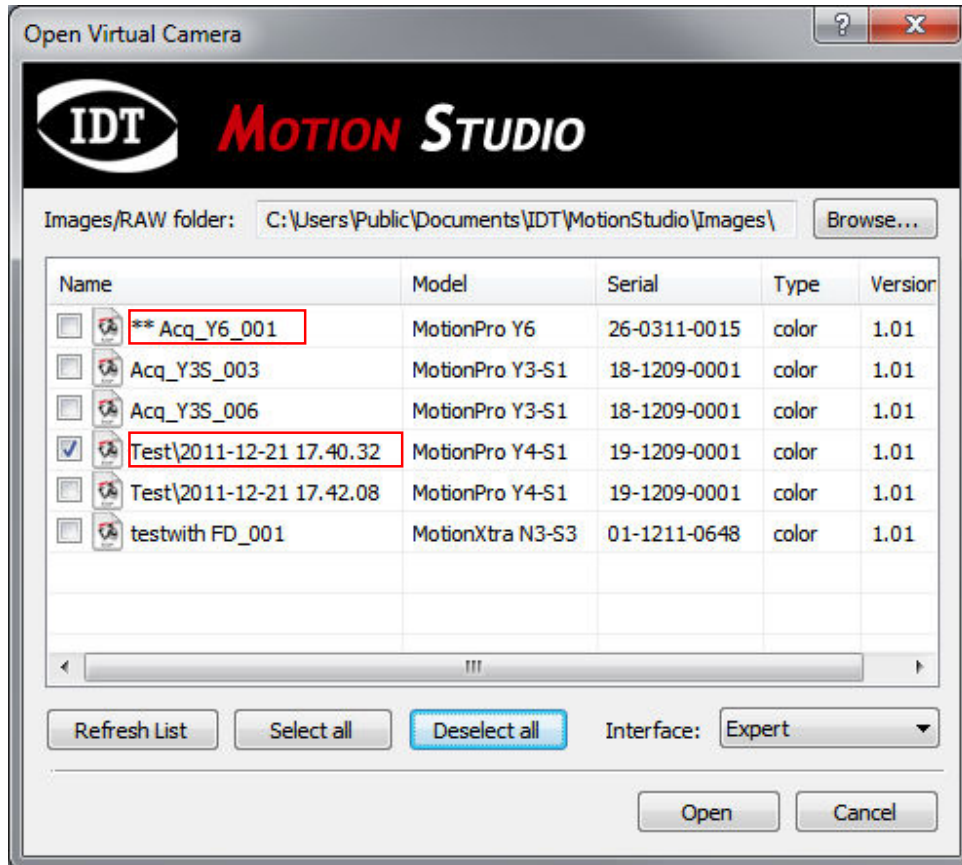 Open Virtual Camera
IDT MOTION STUDIO
Images/RAW folder: C:\Users\Public\Documents\IDT\MotionStudio\Images\ Browse...
Name Model Serial Type Version
** Acq_Y6_001 MotionPro Y6 26-0311-0015 color 1.01
Acq_Y3S_003 MotionPro Y3-S1 18-1209-0001 color 1.01
Acq_Y3S_006 MotionPro Y3-S1 18-1209-0001 color 1.01
Test\2011-12-21 17.40.32 MotionPro Y4-S1 19-1209-0001 color 1.01
Test\2011-12-21 17.42.08 MotionPro Y4-S1 19-1209-0001 color 1.01
testwith FD_001 MotionXtra N3-S3 01-1211-0648 color 1.01
Refresh List Select all Deselect all Interface: Expert
Open Cancel